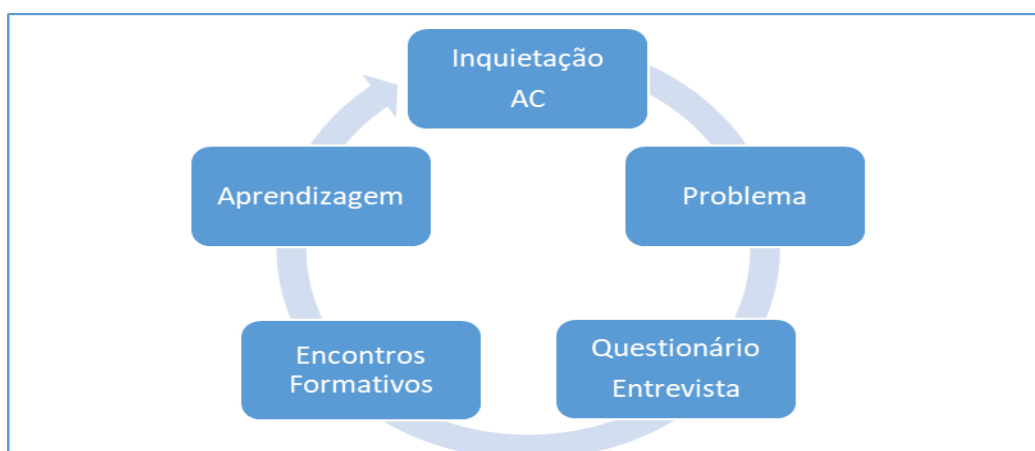 Inquietação
AC
Problema
Questionário
Entrevista
Encontros
Formativos
Aprendizagem